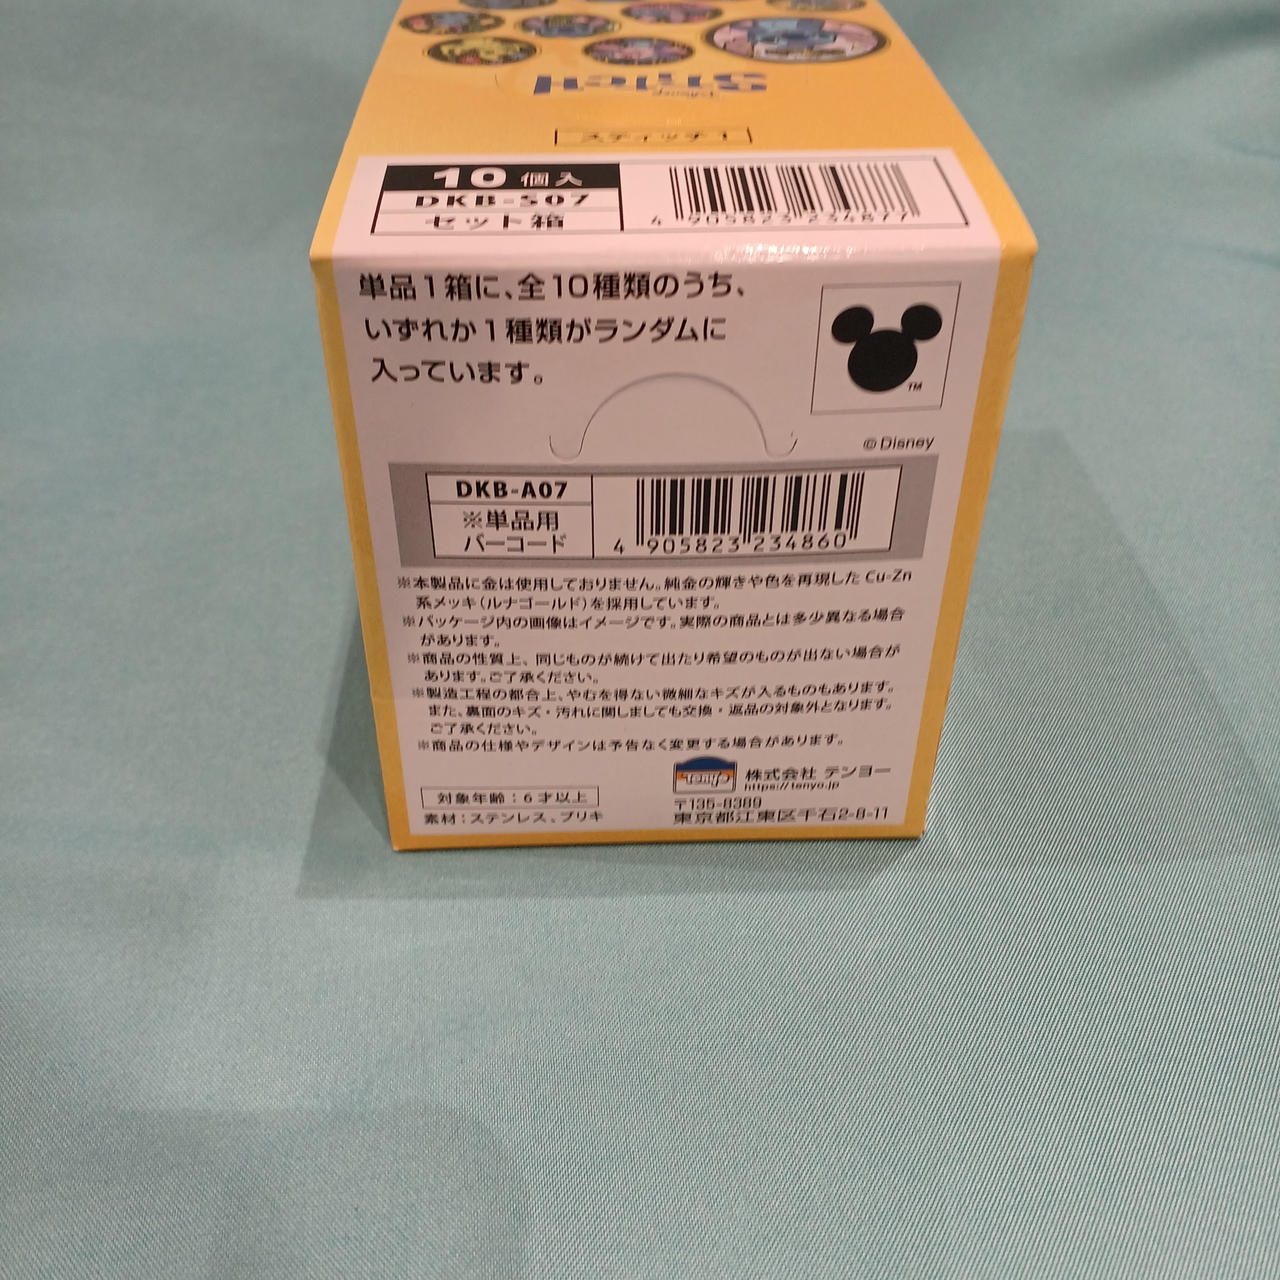 Stitch
Disney
スティッチ1
10個入
DKB-S07
セット箱
4 905823 234877
単品1箱に、全10種類のうち、
いずれか1種類がランダムに
入っています。
TM
©Disney
DKB-A07
※単品用
バーコード
4 905823 234860
※本製品に金は使用しておりません。純金の輝きや色を再現した Cu-Zn
系メッキ(ルナゴールド)を採用しています。
※パッケージ内の画像はイメージです。実際の商品とは多少異なる場合
があります。
※商品の性質上、同じものが続けて出たり希望のものが出ない場合が
あります。ご了承ください。
※製造工程の都合上、やむを得ない微細なキズが入るものもあります。
また、裏面のキズ・汚れに関しましても交換・返品の対象外となります。
ご了承ください。
※商品の仕様やデザインは予告なく変更する場合があります。
対象年齢:6才以上
素材:ステンレス、ブリキ
Tenyo
株式会社 テンヨー
https://tenyo.jp
〒135-8389
東京都江東区千石2-8-11